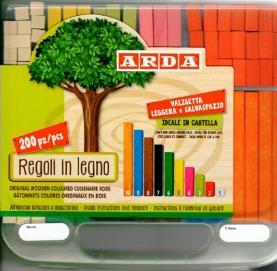 ARDA
VALIGETTA
LEGGERA e SALVASPAZIO
IDEALE IN CARTELLA
200 pz/pcs
Regoli in legno
ORIGINAL WOODEN COLOURED CUISENAIRE RODS
BÂTONNETS COLORÉS ORIGINAUX EN BOIS
10 9 8 7 6 5 4 3 2 1
Nome
Classe